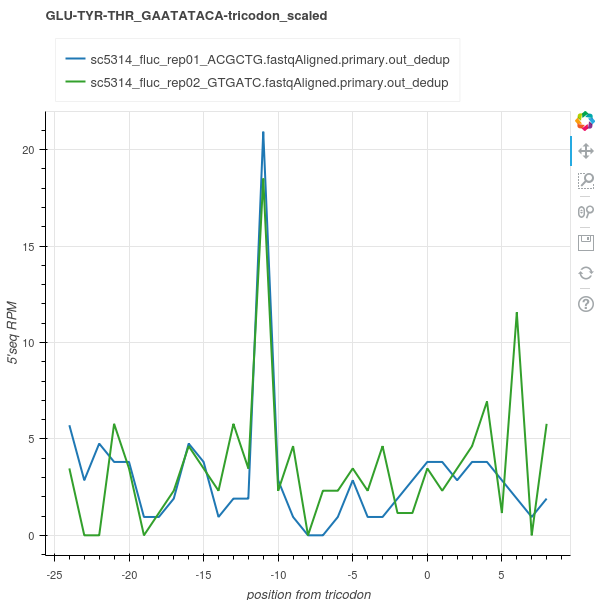 GLU-TYR-THR_GAATATACA-tricodon_scaled
sc5314_fluc_rep01_ACGCTG.fastqAligned.primary.out_dedup
sc5314_fluc_rep02_GTGATC.fastqAligned.primary.out_dedup
20
15
10
5
0
5'seq RPM
-25 -20 -15 -10 -5 0 5
position from tricodon